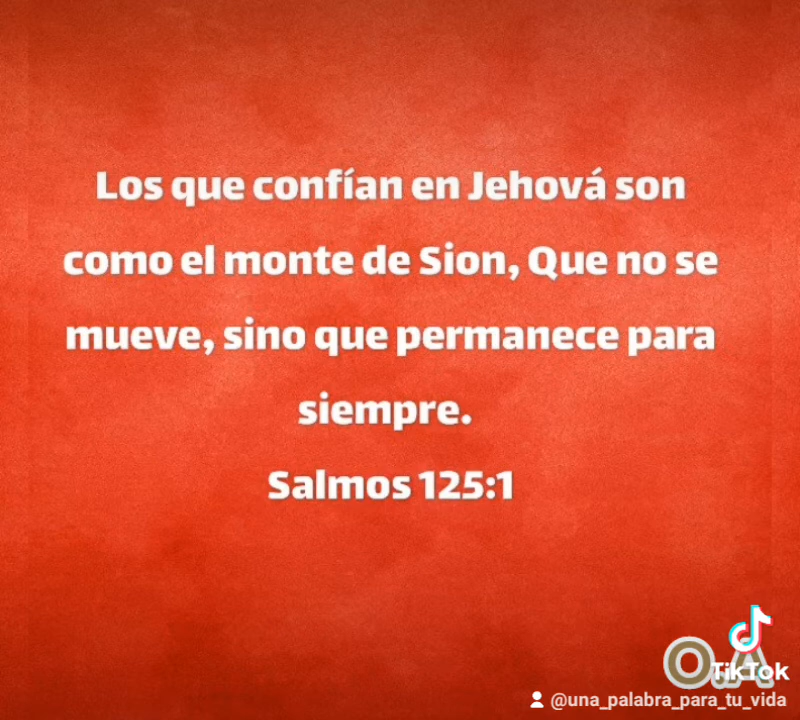 Los que confían en Jehová son
como el monte de Sion, Que no se
mueve, sino que permanece para
siempre.
Salmos 125:1
TikTok
@una_palabra_para_tu_vida